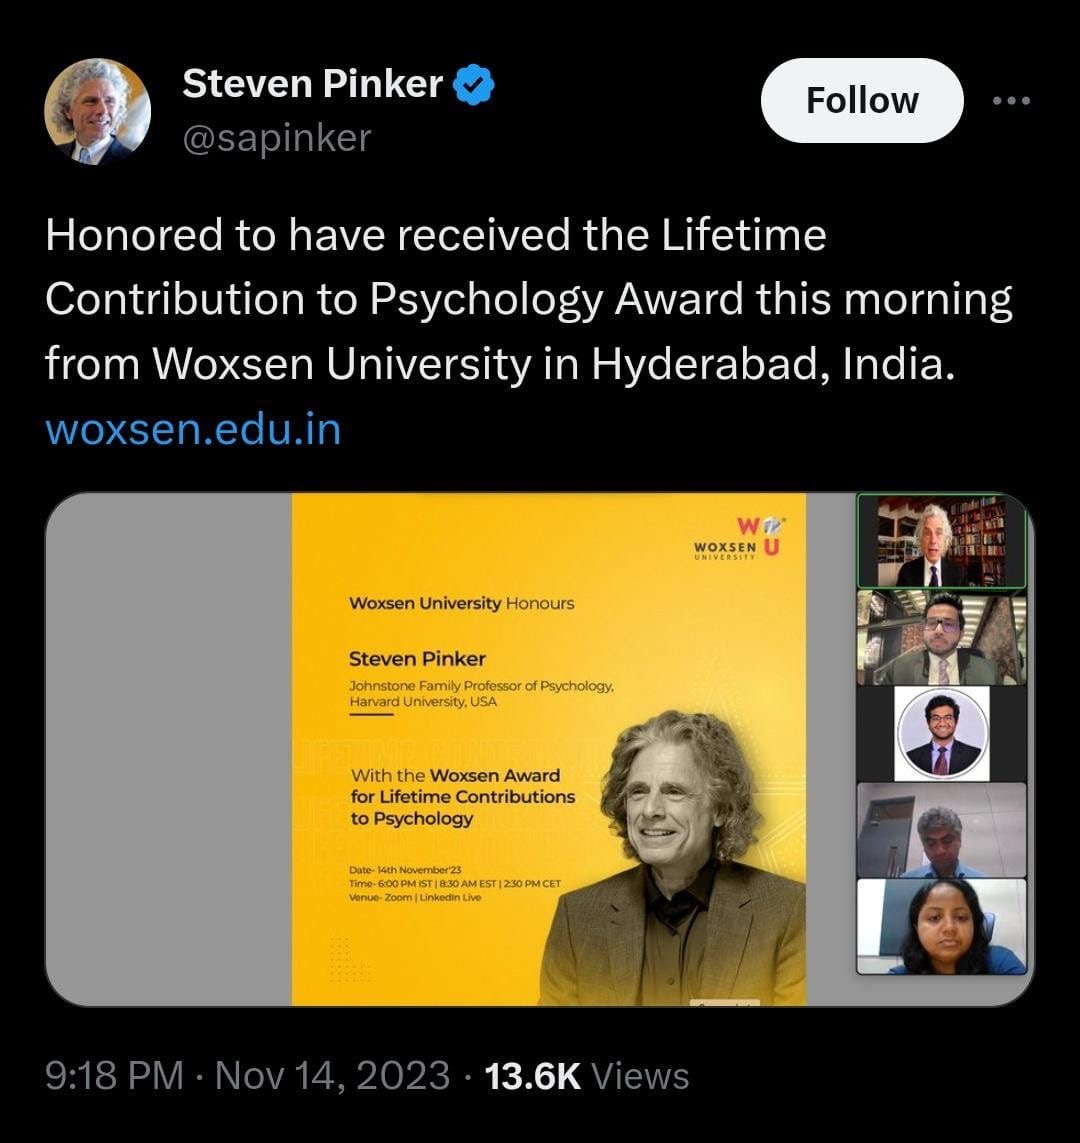 Steven Pinker
@sapinker
Follow
Honored to have received the Lifetime
Contribution to Psychology Award this morning
from Woxsen University in Hyderabad, India.
woxsen.edu.in
W
WOXSEN U
UNIVERSITY
Woxsen University Honours
Steven Pinker
Johnstone Family Professor of Psychology,
Harvard University, USA
With the Woxsen Award
for Lifetime Contributions
to Psychology
Date- 14th November'23
Time- 6:00 PM IST | 8:30 AM EST | 2:30 PM CET
Venue- Zoom | LinkedIn Live
9:18 PM · Nov 14, 2023 · 13.6K Views